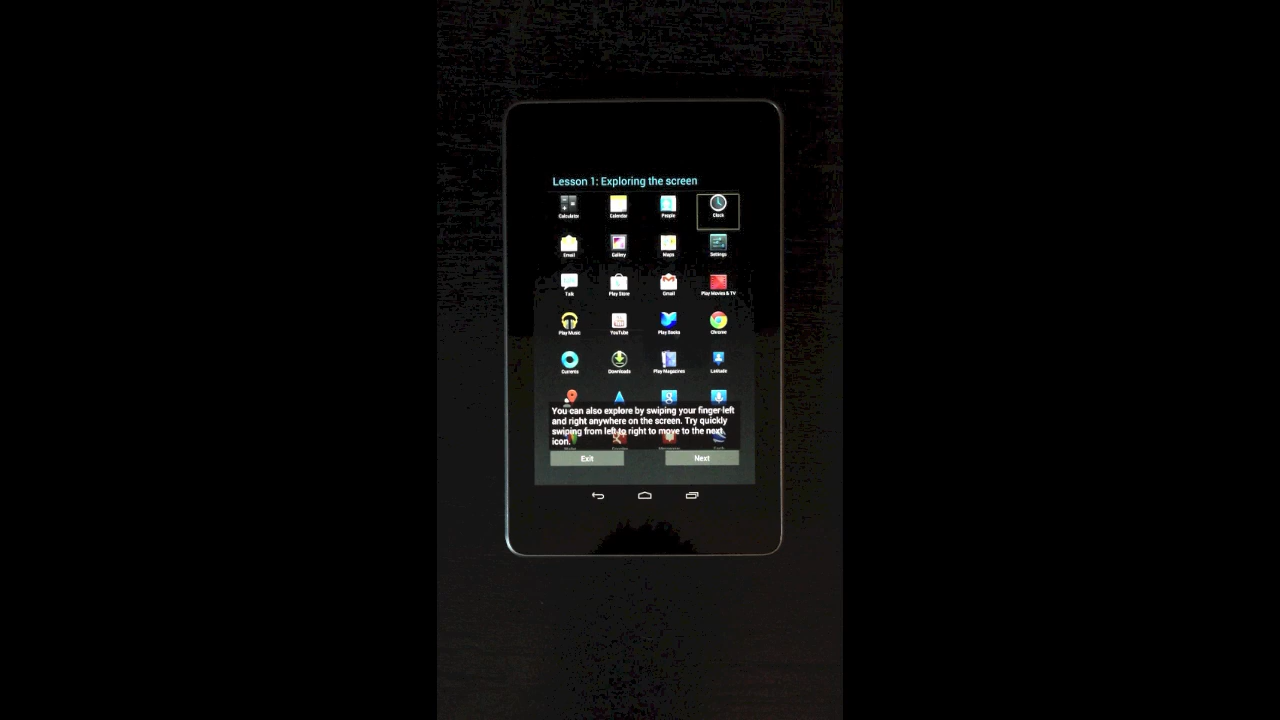 Lesson 1: Exploring the screen
Calculator Calendar People Clock
Email Gallery Maps Settings
Talk Play Store Gmail Play Movies & TV
Play Music YouTube Play Books Chrome
Currents Downloads Play Magazines Latitude
You can also explore by swiping your finger left
and right anywhere on the screen. Try quickly
swiping from left to right to move to the next
icon.
Exit Next